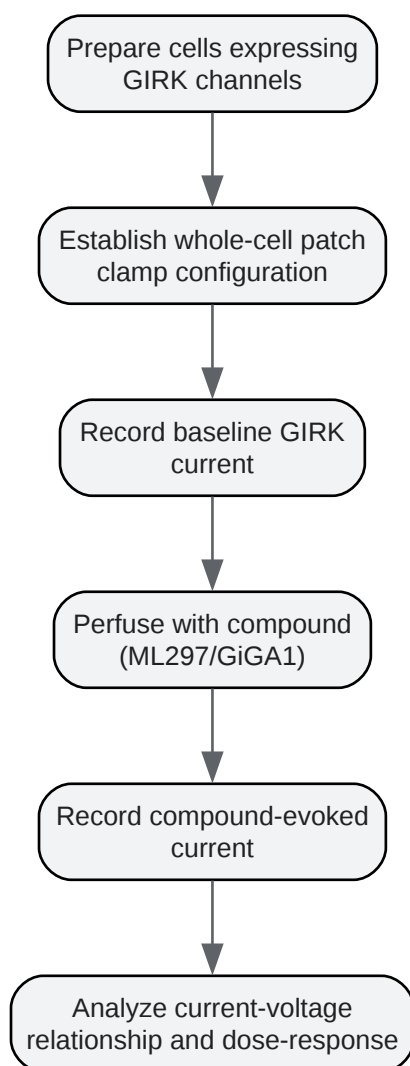 Prepare cells expressing
GIRK channels
Establish whole-cell patch
clamp configuration
Record baseline GIRK
current
Perfuse with compound
(ML297/GiGA1)
Record compound-evoked
current
Analyze current-voltage
relationship and dose-response